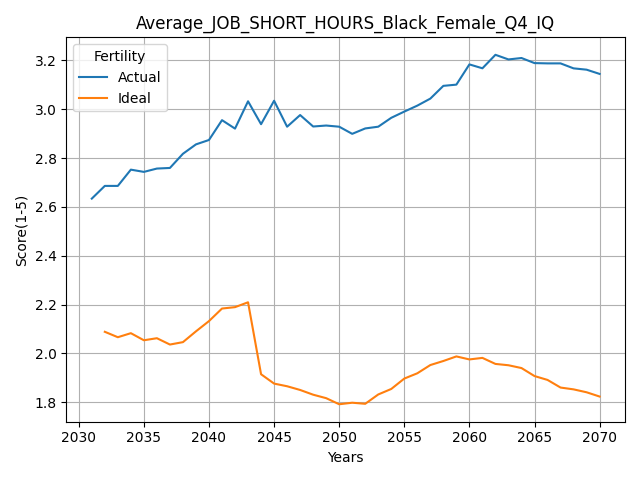 Average_JOB_SHORT_HOURS_Black_Female_Q4_IQ
Fertility
Actual
Ideal
Score(1-5)
3.2
3.0
2.8
2.6
2.4
2.2
2.0
1.8
2030 2035 2040 2045 2050 2055 2060 2065 2070
Years